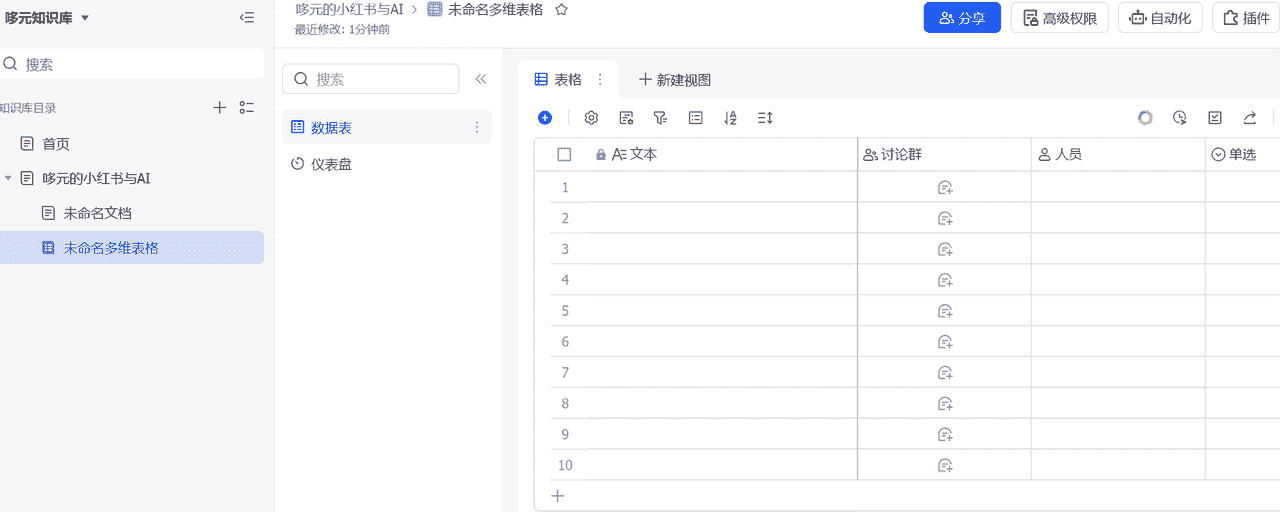 哆元知识库
搜索
知识库目录
首页
哆元的小红书与AI
未命名文档
未命名多维表格
哆元的小红书与AI > 未命名多维表格
最近修改: 1分钟前
分享
高级权限
自动化
插件
搜索
数据表
仪表盘
表格
新建视图
文本 讨论群 人员 单选
1
2
3
4
5
6
7
8
9
10